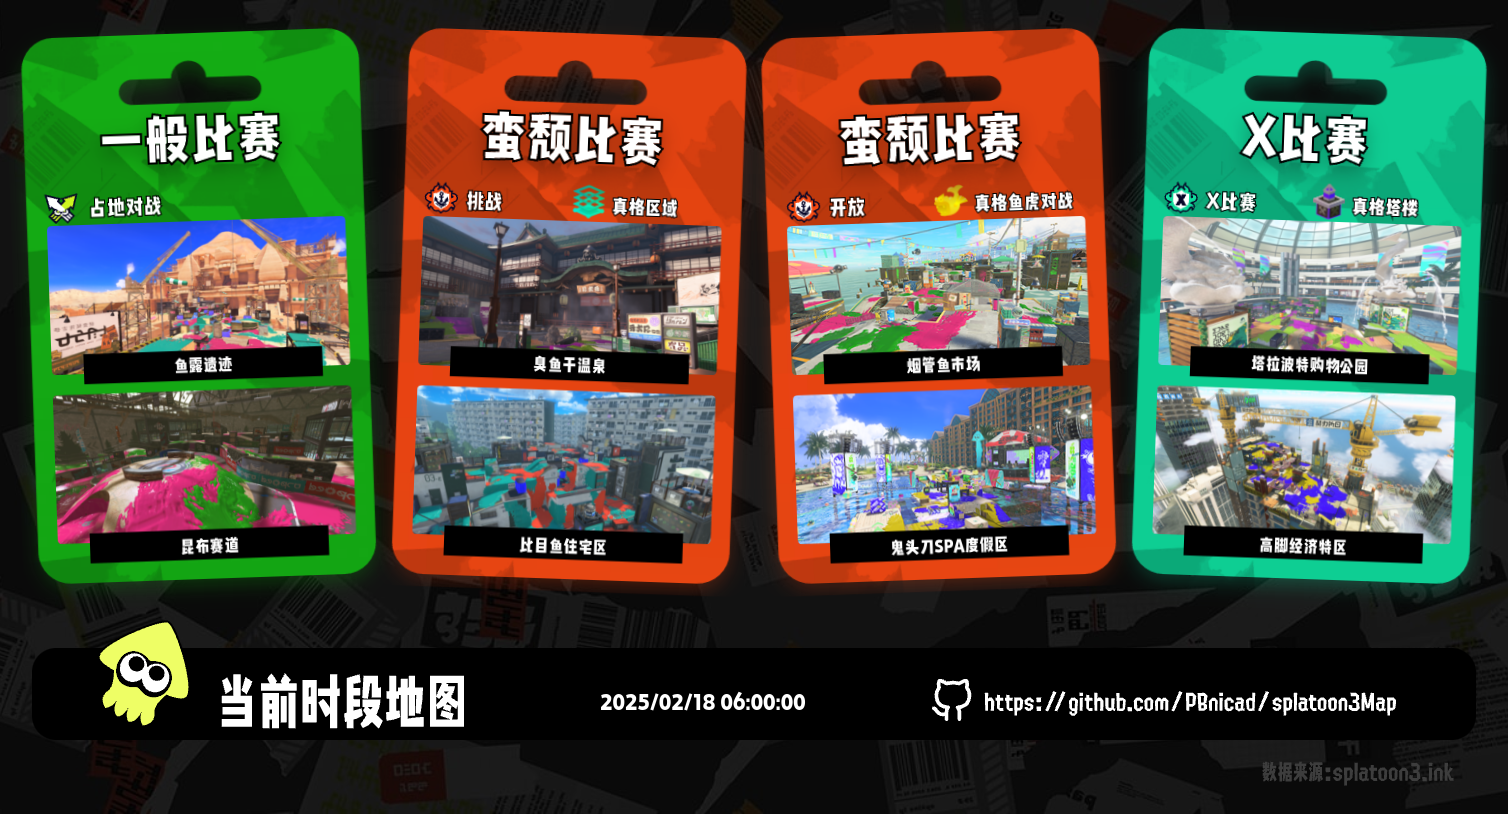 一般比赛
占地对战
鱼露遗迹
昆布赛道
蛮颓比赛
挑战
真格区域
臭鱼干温泉
比目鱼住宅区
蛮颓比赛
开放
真格鱼虎对战
烟管鱼市场
鬼头刀SPA度假区
X比赛
X比赛
真格塔楼
塔拉波特购物公园
高脚经济特区
当前时段地图
2025/02/18 06:00:00
https://github.com/PBnicad/splatoon3Map
数据来源:splatoon3.ink